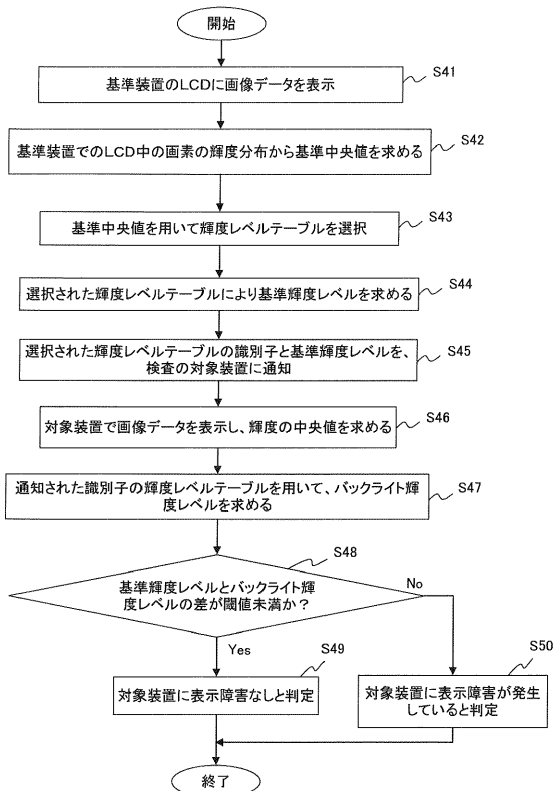 開始
基準装置のLCDに画像データを表示
S41
基準装置でのLCD中の画素の輝度分布から基準中央値を求める
S42
基準中央値を用いて輝度レベルテーブルを選択
S43
選択された輝度レベルテーブルにより基準輝度レベルを求める
S44
選択された輝度レベルテーブルの識別子と基準輝度レベルを、
検査の対象装置に通知
S45
対象装置で画像データを表示し、輝度の中央値を求める
S46
通知された識別子の輝度レベルテーブルを用いて、バックライト輝
度レベルを求める
S47
S48
基準輝度レベルとバックライト輝
度レベルの差が閾値未満か？
No
Yes
S49
対象装置に表示障害なしと判定
S50
対象装置に表示障害が発生
していると判定
終了